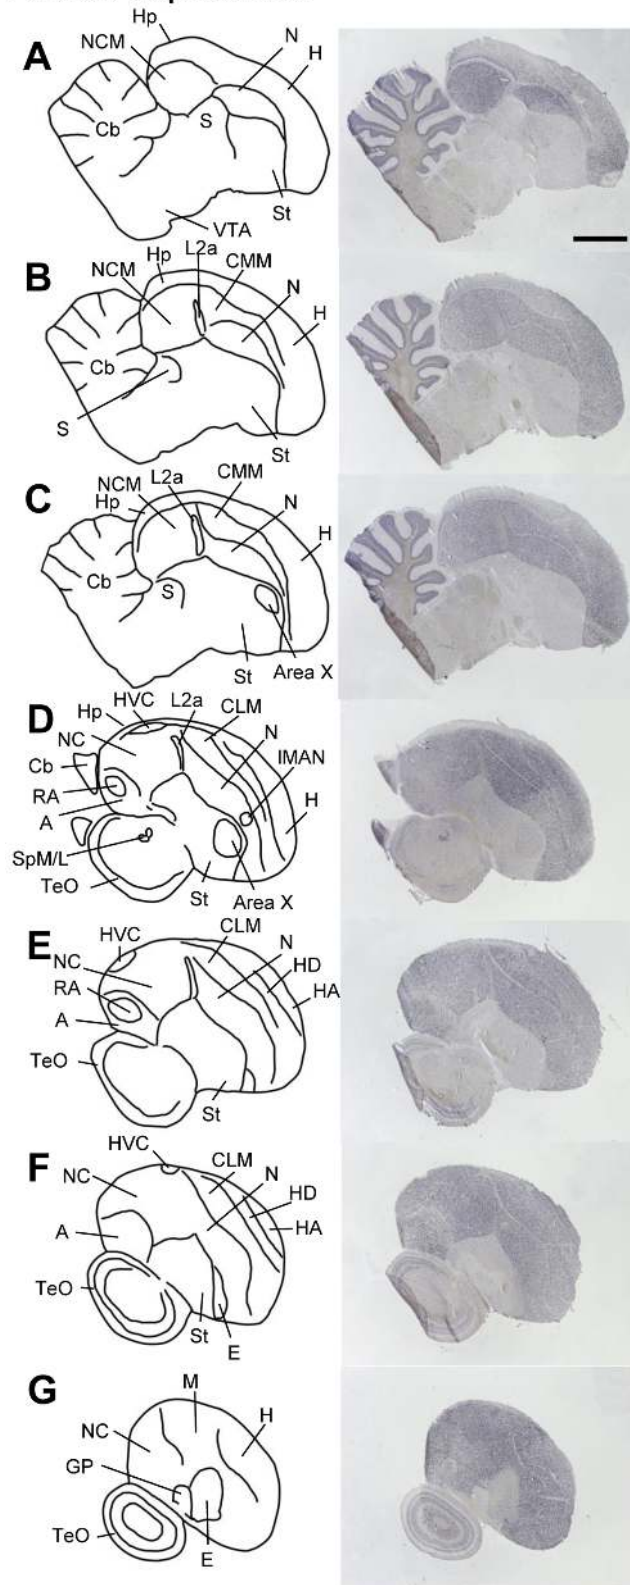 A
Hp
NCM
N
H
Cb
S
St
VTA
B
Hp
L2a
CMM
NCM
N
H
Cb
S
St
C
NCM
L2a
CMM
Hp
N
H
Cb
S
St
Area X
D
HVC
L2a
CLM
Hp
NC
N
lMAN
Cb
RA
A
H
SpM/L
TeO
St
Area X
E
HVC
CLM
N
NC
HD
RA
HA
A
TeO
St
F
HVC
CLM
NC
N
HD
A
HA
TeO
St
E
G
M
H
NC
GP
TeO
E